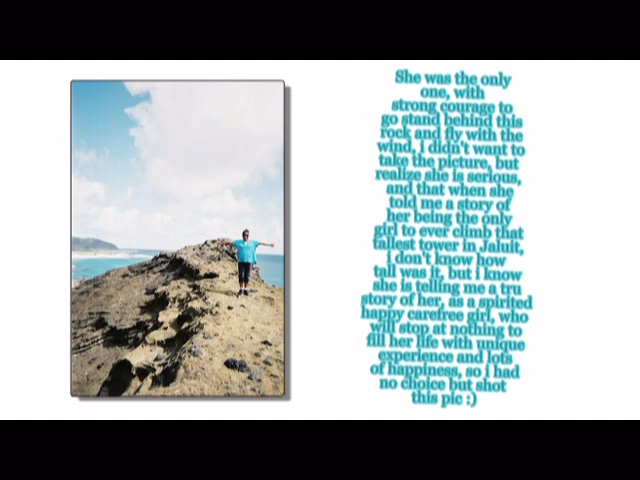 She was the only
one, with
strong courage to
go stand behind this
rock and fly with the
wind, i didn't want to
take the picture, but
realize she is serious,
and that when she
told me a story of
her being the only
girl to ever climb that
tallest tower in Jaluit,
i don't know how
tall was it, but i know
she is telling me a tru
story of her, as a spirited
happy carefree girl, who
will stop at nothing to
fill her life with unique
experience and lots
of happiness, so i had
no choice but shot
this pic :)